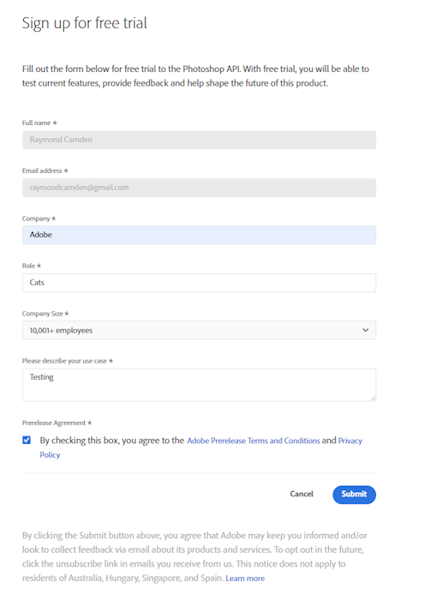 Sign up for free trial
Fill out the form below for free trial to the Photoshop API. With free trial, you will be able to
test current features, provide feedback and help shape the future of this product.
Full name *
Raymond Camden
Email address *
raymondcamden@gmail.com
Company *
Adobe
Role *
Cats
Company Size *
10,001+ employees
Please describe your use case *
Testing
Prerelease Agreement *
By checking this box, you agree to the Adobe Prerelease Terms and Conditions and Privacy
Policy
Cancel Submit
By clicking the Submit button above, you agree that Adobe may keep you informed and/or
look to collect feedback via email about its products and services. To opt out in the future,
click the unsubscribe link in emails you receive from us. This notice does not apply to
residents of Australia, Hungary, Singapore, and Spain. Learn more